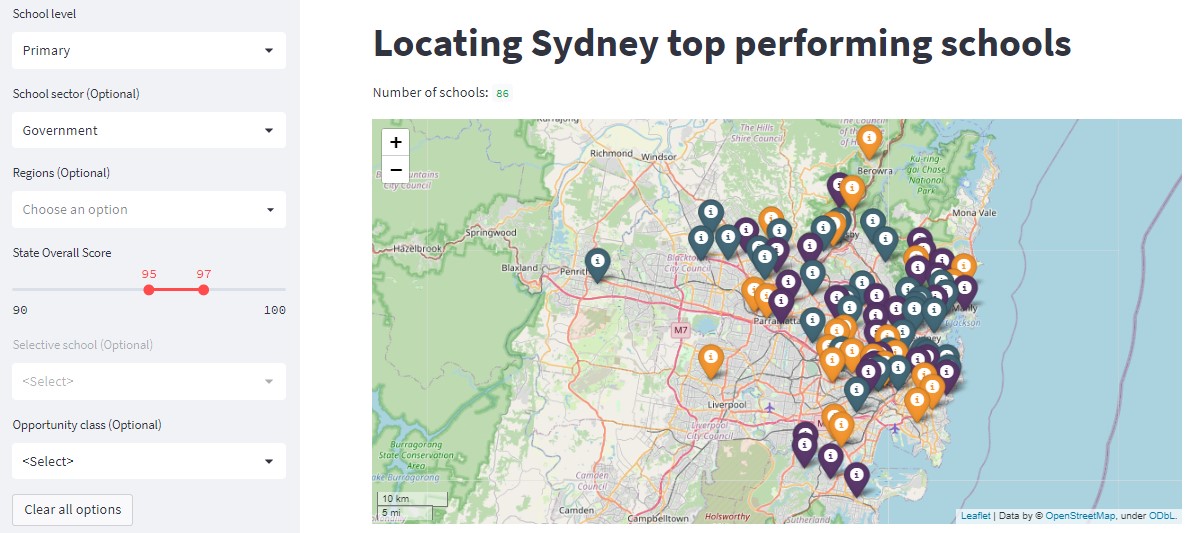 School level
Primary
School sector (Optional)
Government
Regions (Optional)
Choose an option
State Overall Score
95 97
90 100
Selective school (Optional)
<Select>
Opportunity class (Optional)
<Select>
Clear all options
Locating Sydney top performing schools
Number of schools: 86
+
−
Richmond
Windsor
The Hills
Shire Council
Berowra
Ku-ring-
gai Chase
National
Park
Mona Vale
Springwood
Hazelbrook
Blaxland
Penrith
Blacktown
City Council
Parramatta
Manly
Jackson
M7
Liverpool
Liverpool
City Council
Burragorang
State Conservation
Area
Camden
Council
Camden
Campbelltown
Holsworthy
Sutherland
10 km
5 mi
Leaflet | Data by © OpenStreetMap, under ODbL.